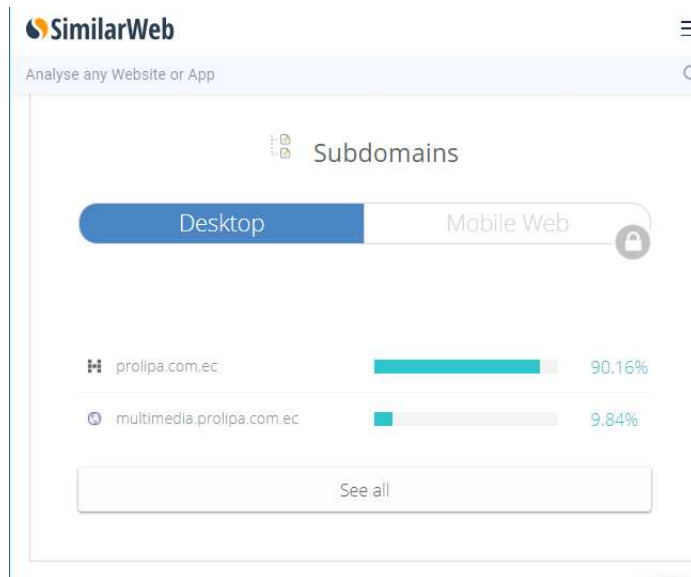 SimilarWeb
Analyse any Website or App
Subdomains
Desktop Mobile Web
prolipa.com.ec 90.16%
multimedia.prolipa.com.ec 9.84%
See all